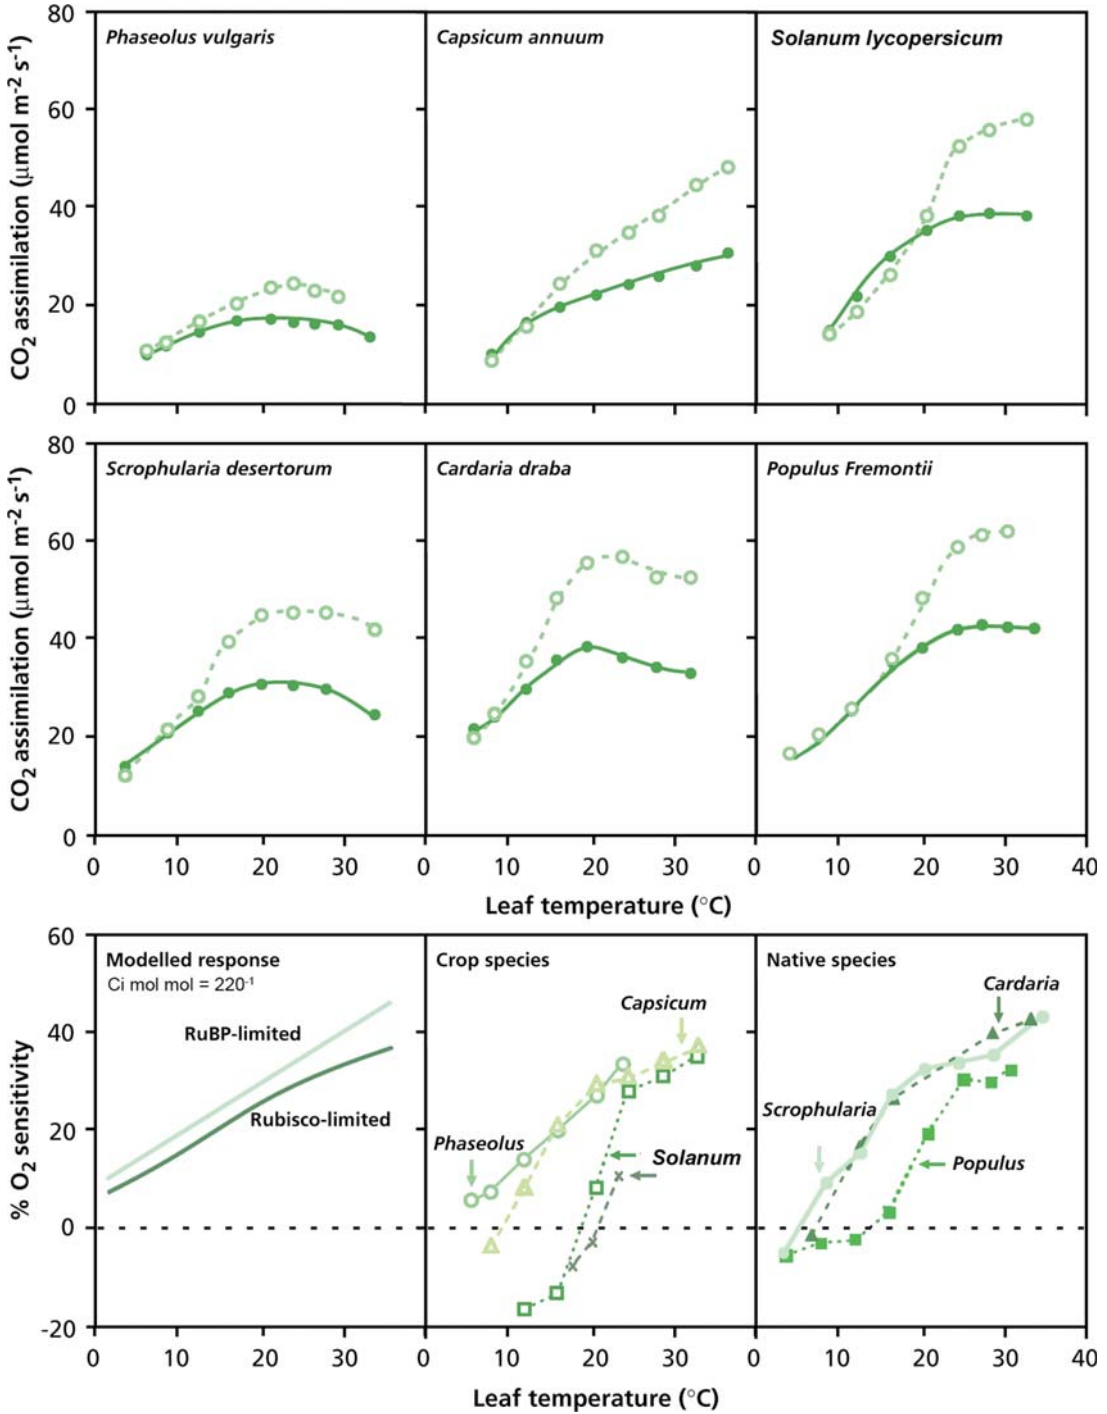 80
60
40
20
0
CO2 assimilation (μmol m-2 s-1)
Phaseolus vulgaris
Capsicum annuum
Solanum lycopersicum
80
60
40
20
0
CO2 assimilation (μmol m-2 s-1)
Scrophularia desertorum
Cardaria draba
Populus Fremontii
0 10 20 30 0 10 20 30 0 10 20 30 40
Leaf temperature (°C)
60
40
20
0
-20
% O2 sensitivity
Modelled response
Ci mol mol = 220-1
RuBP-limited
Rubisco-limited
Crop species
Capsicum
Phaseolus
Solanum
Native species
Cardaria
Scrophularia
Populus
0 10 20 30 0 10 20 30 0 10 20 30 40
Leaf temperature (°C)